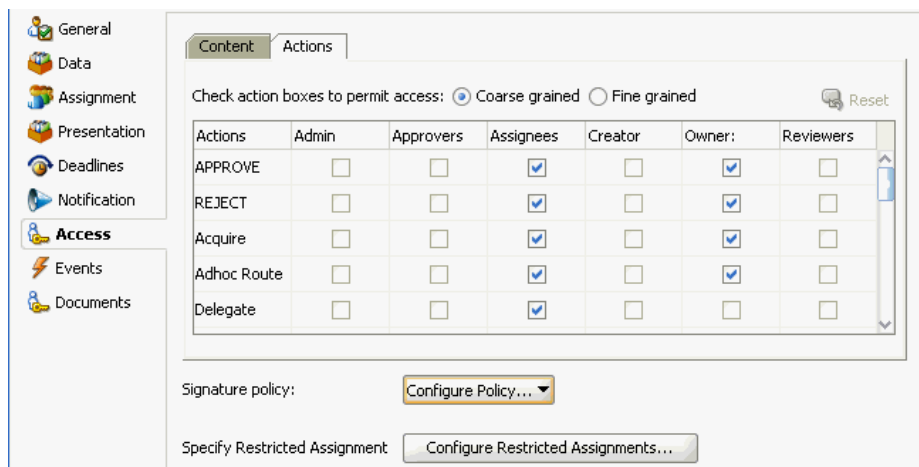 General
Data
Assignment
Presentation
Deadlines
Notification
Access
Events
Documents
Content Actions
Check action boxes to permit access: Coarse grained Fine grained Reset
Actions Admin Approvers Assignees Creator Owner: Reviewers
APPROVE
REJECT
Acquire
Adhoc Route
Delegate
Signature policy: Configure Policy...
Specify Restricted Assignment Configure Restricted Assignments...